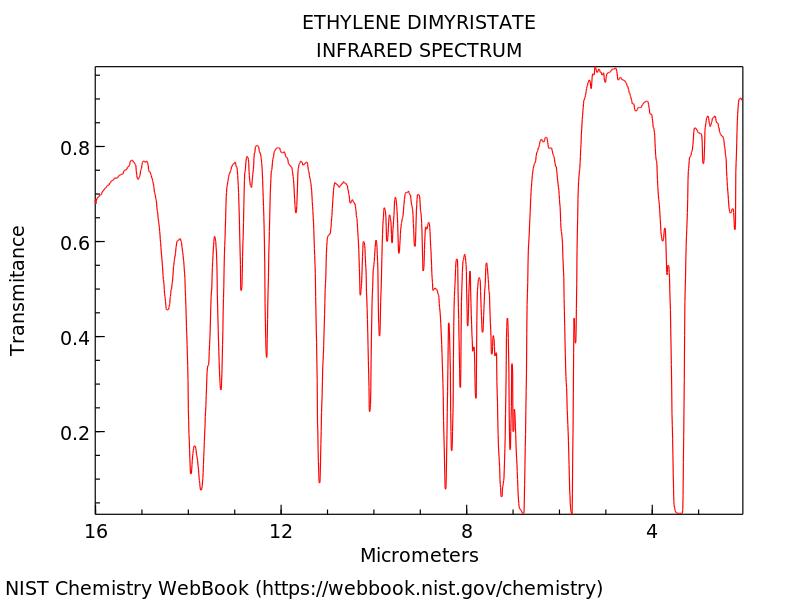 ETHYLENE DIMYRISTATE
INFRARED SPECTRUM
Transmitance
0.8
0.6
0.4
0.2
16 12 8 4
Micrometers
NIST Chemistry WebBook (https://webbook.nist.gov/chemistry)